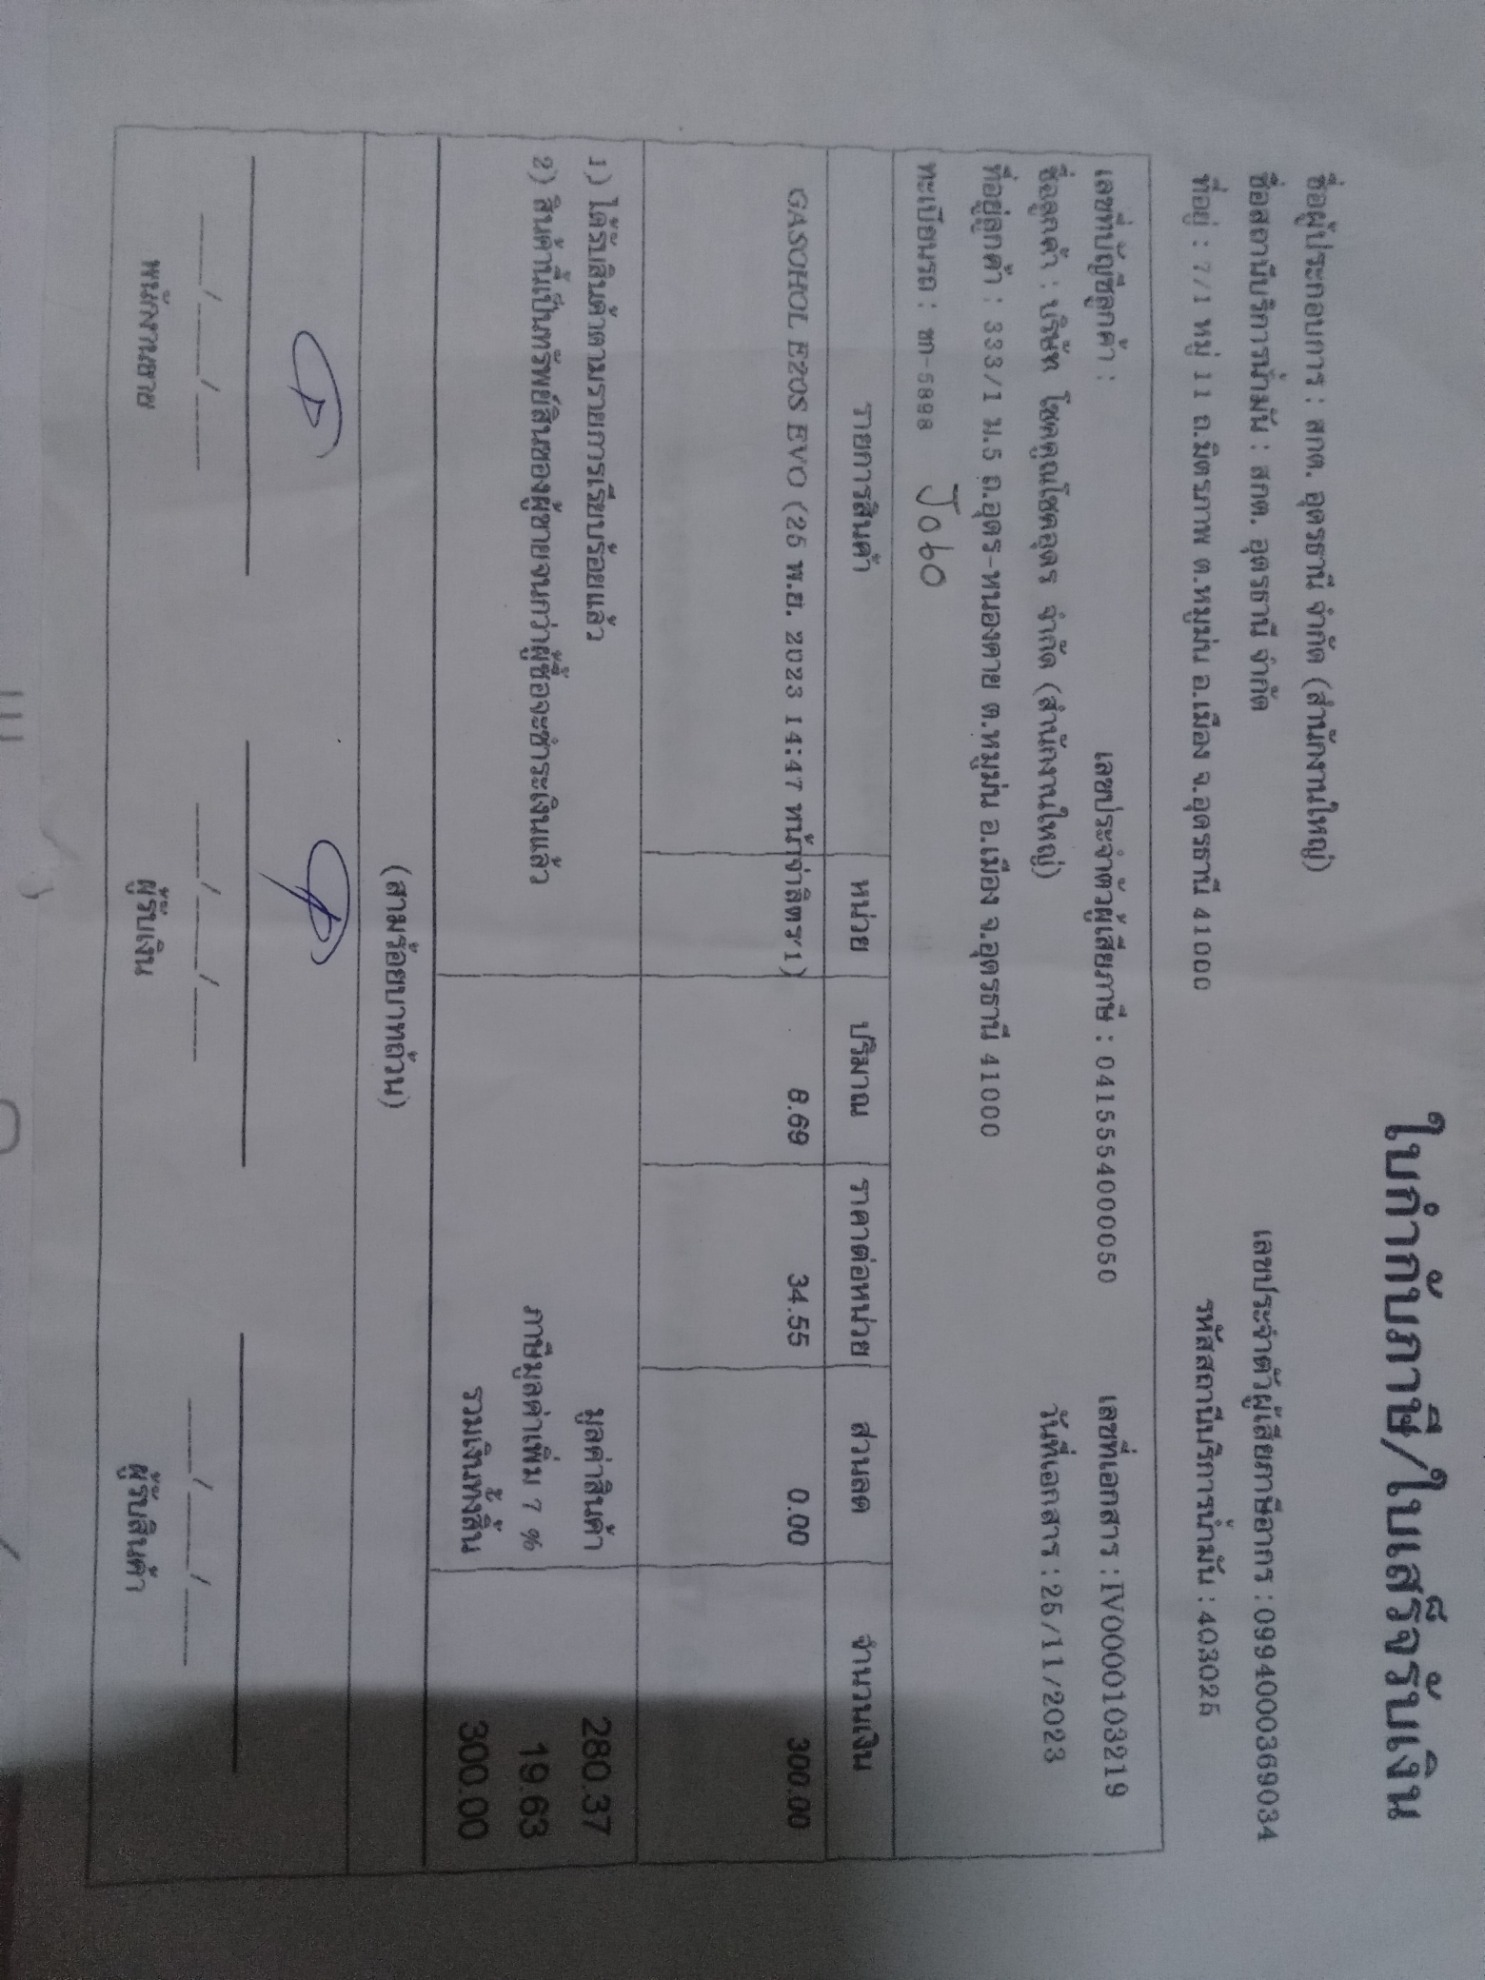 ใบกำกับภาษี/ใบเสร็จรับเงิน
ชื่อผู้ประกอบการ : สกต. อุดรธานี จำกัด (สำนักงานใหญ่)
ชื่อสถานีบริการน้ำมัน : สกต. อุดรธานี จำกัด เลขประจำตัวผู้เสียภาษีอากร : 0994000369034
ที่อยู่ : 7/1 หมู่ 11 ถ.มิตรภาพ ต.หมูม่น อ.เมือง จ.อุดรธานี 41000 รหัสสถานีบริการน้ำมัน : 403025
เลขที่บัญชีลูกค้า : เลขประจำตัวผู้เสียภาษี : 0415554000050 เลขที่เอกสาร : IV0000103219
ชื่อลูกค้า : บริษัท โชคคูณโชคอุดร จำกัด (สำนักงานใหญ่) วันที่เอกสาร : 25/11/2023
ที่อยู่ลูกค้า : 333/1 ม.5 ถ.อุดร-หนองคาย ต.หมูม่น อ.เมือง จ.อุดรธานี 41000
ทะเบียนรถ : ชก-5898 Jobo
รายการสินค้า หน่วย ปริมาณ ราคาต่อหน่วย ส่วนลด จำนวนเงิน
GASOHOL E20S EVO (25 พ.ย. 2023 14:47 หน้าจ่าลิตร/1) 8.69 34.55 0.00 300.00
1) ได้รับสินค้าตามรายการเรียบร้อยแล้ว มูลค่าสินค้า 280.37
2) สินค้านี้เป็นทรัพย์สินของผู้ขายจนกว่าผู้ซื้อจะชำระเงินแล้ว ภาษีมูลค่าเพิ่ม 7 % 19.63
รวมเงินทั้งสิ้น 300.00
(สามร้อยบาทถ้วน)
___/___/___ ___/___/___ ___/___/___
พนักงานขาย ผู้รับเงิน ผู้รับสินค้า